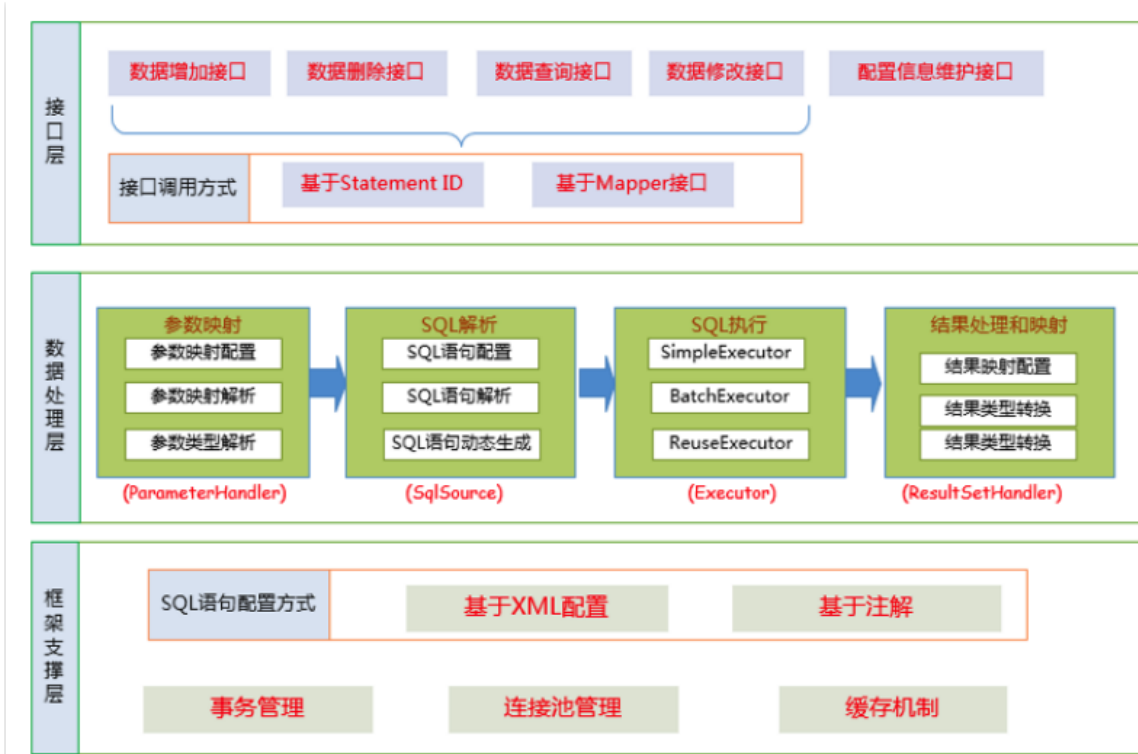 接口层
数据增加接口
数据删除接口
数据查询接口
数据修改接口
配置信息维护接口
接口调用方式
基于Statement ID
基于Mapper接口
数据处理层
参数映射
参数映射配置
参数映射解析
参数类型解析
(ParameterHandler)
SQL解析
SQL语句配置
SQL语句解析
SQL语句动态生成
(SqlSource)
SQL执行
SimpleExecutor
BatchExecutor
ReuseExecutor
(Executor)
结果处理和映射
结果映射配置
结果类型转换
结果类型转换
(ResultSetHandler)
框架支撑层
SQL语句配置方式
基于XML配置
基于注解
事务管理
连接池管理
缓存机制